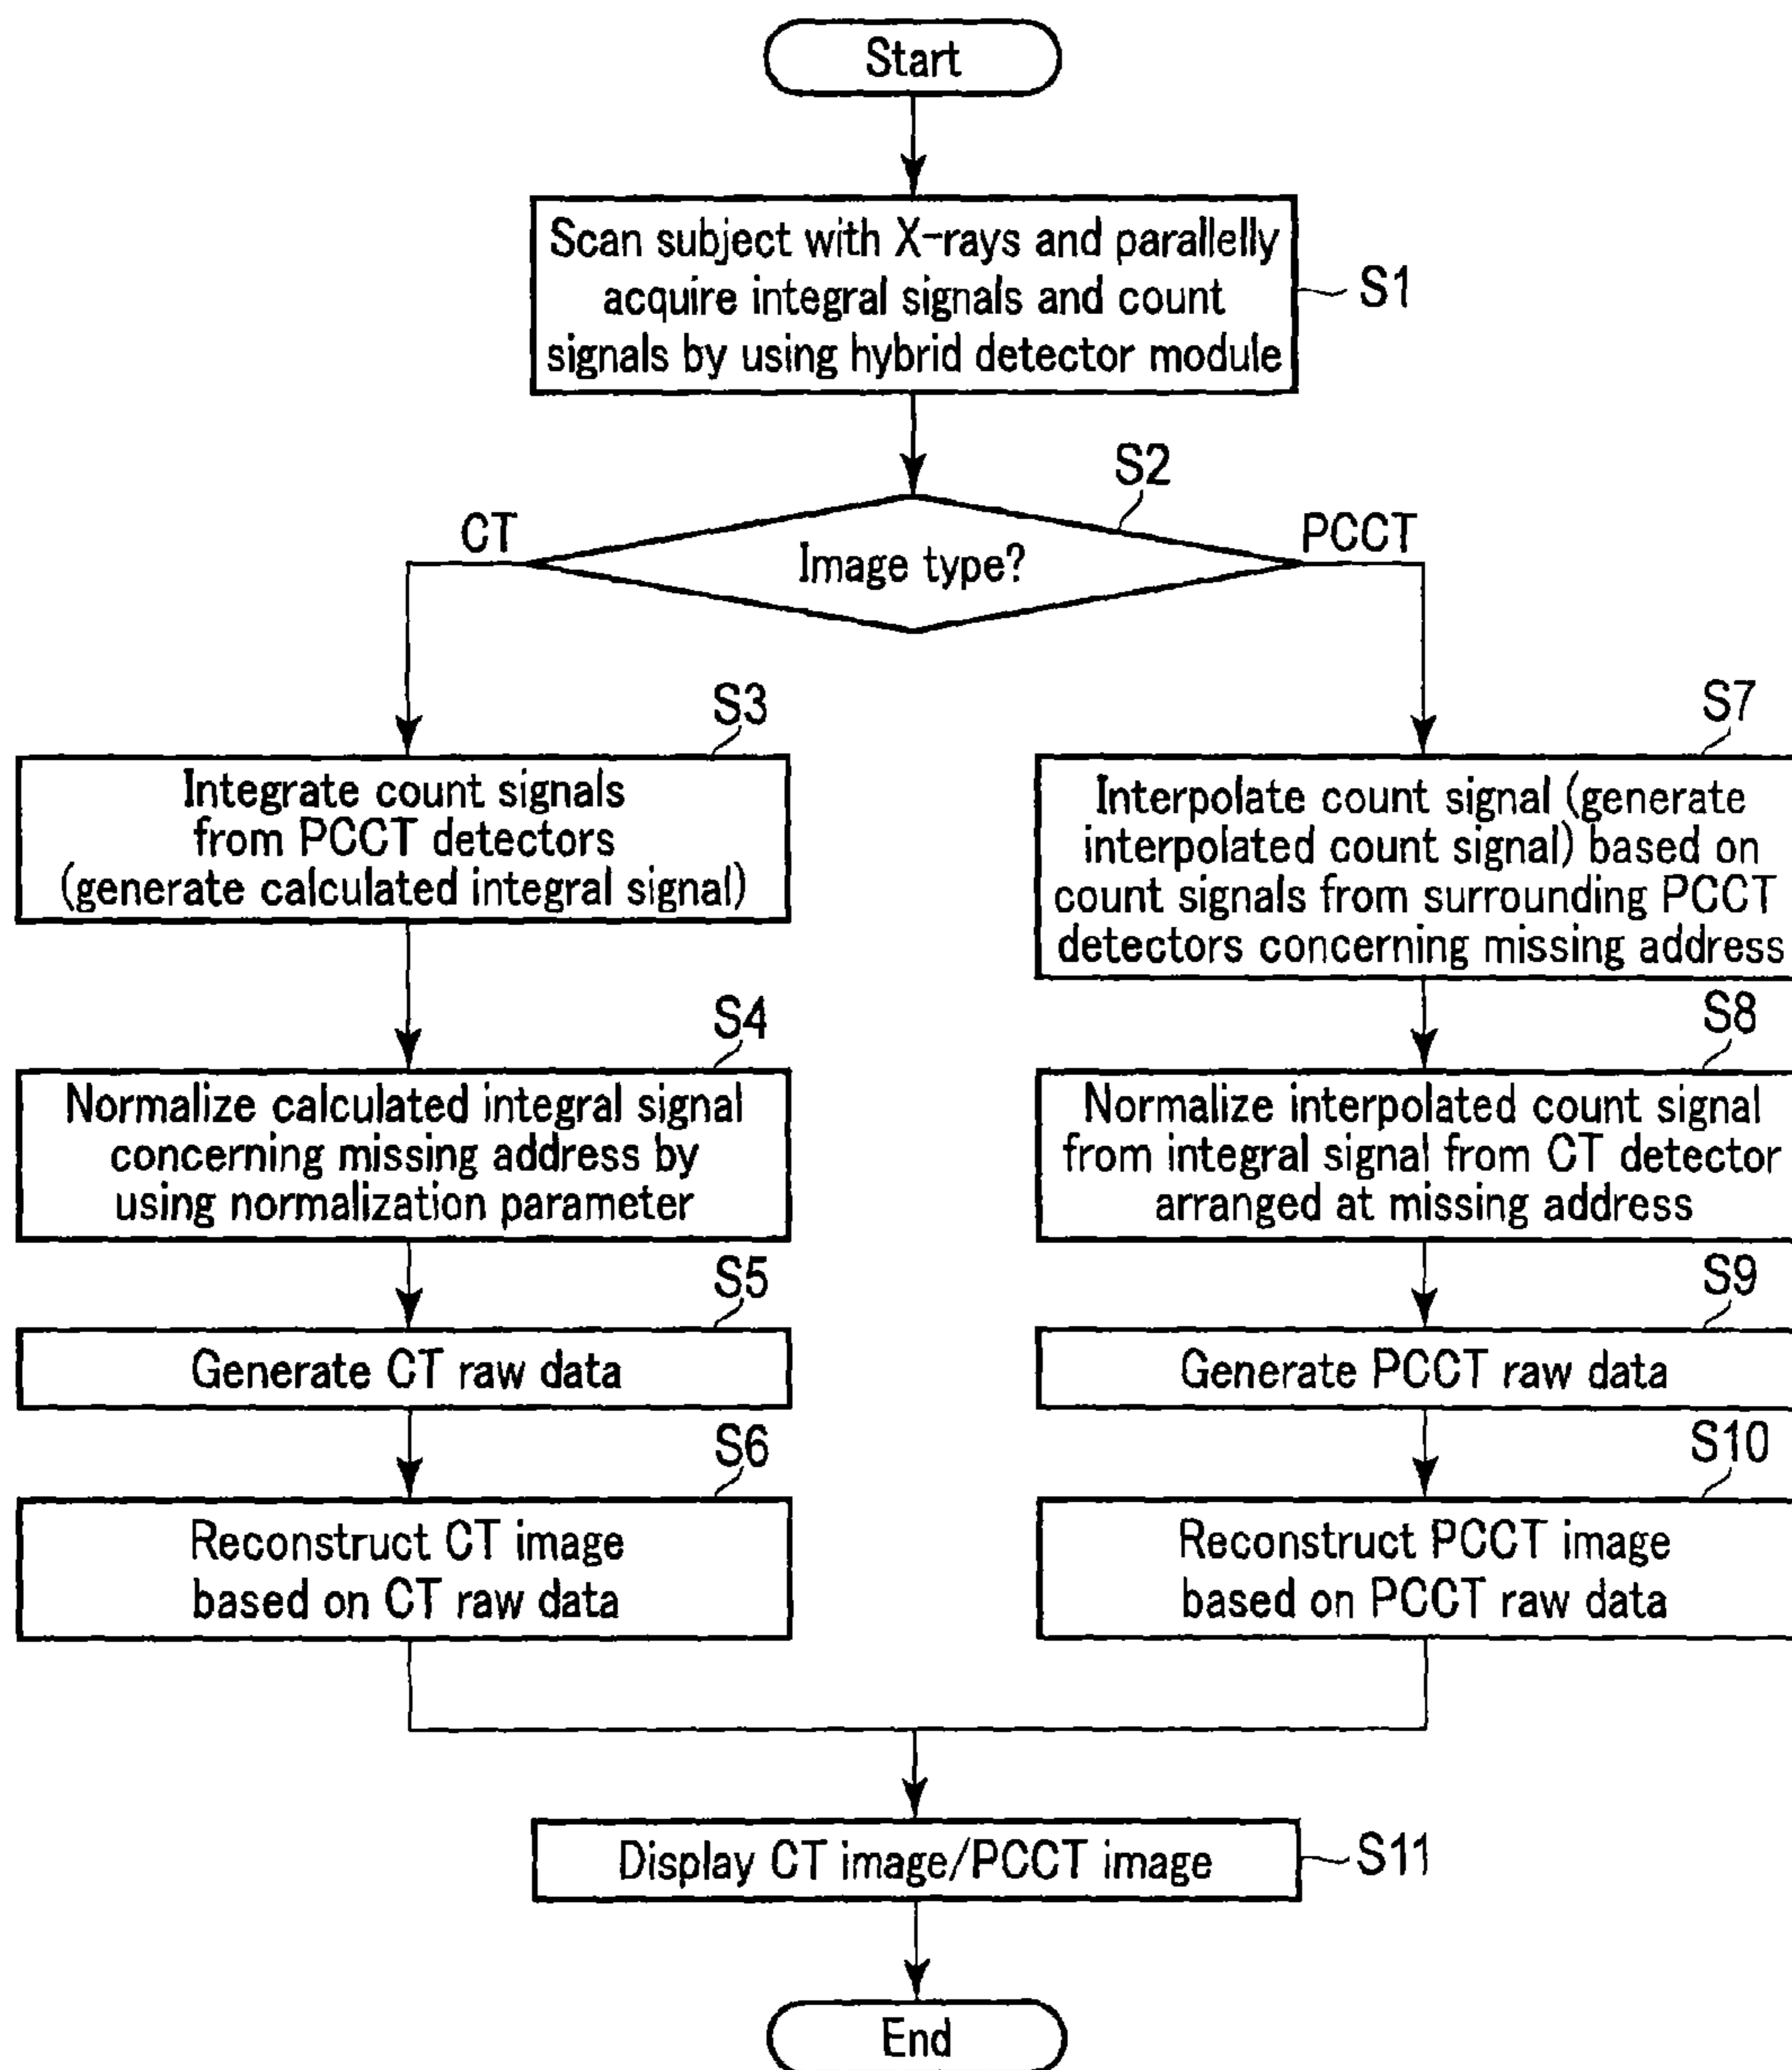 Start
Scan subject with X-rays and parallelly
acquire integral signals and count
signals by using hybrid detector module
S1
S2
CT
Image type?
PCCT
S3
Integrate count signals
from PCCT detectors
(generate calculated integral signal)
S4
Normalize calculated integral signal
concerning missing address by
using normalization parameter
S5
Generate CT raw data
S6
Reconstruct CT image
based on CT raw data
S7
Interpolate count signal (generate
interpolated count signal) based on
count signals from surrounding PCCT
detectors concerning missing address
S8
Normalize interpolated count signal
from integral signal from CT detector
arranged at missing address
S9
Generate PCCT raw data
S10
Reconstruct PCCT image
based on PCCT raw data
Display CT image/PCCT image
S11
End